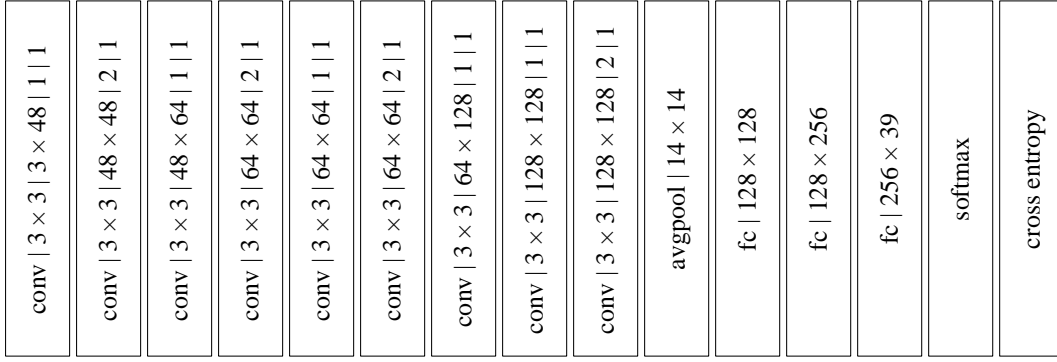 conv | 3 × 3 | 3 × 48 | 1 | 1
conv | 3 × 3 | 48 × 48 | 2 | 1
conv | 3 × 3 | 48 × 64 | 1 | 1
conv | 3 × 3 | 64 × 64 | 2 | 1
conv | 3 × 3 | 64 × 64 | 1 | 1
conv | 3 × 3 | 64 × 64 | 2 | 1
conv | 3 × 3 | 64 × 128 | 1 | 1
conv | 3 × 3 | 128 × 128 | 1 | 1
conv | 3 × 3 | 128 × 128 | 2 | 1
avgpool | 14 × 14
fc | 128 × 128
fc | 128 × 256
fc | 256 × 39
softmax
cross entropy